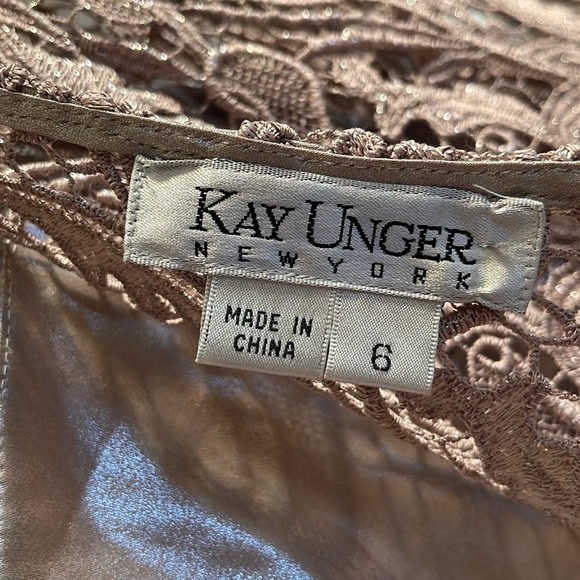 KAY UNGER
NEW YORK
MADE IN
CHINA
6